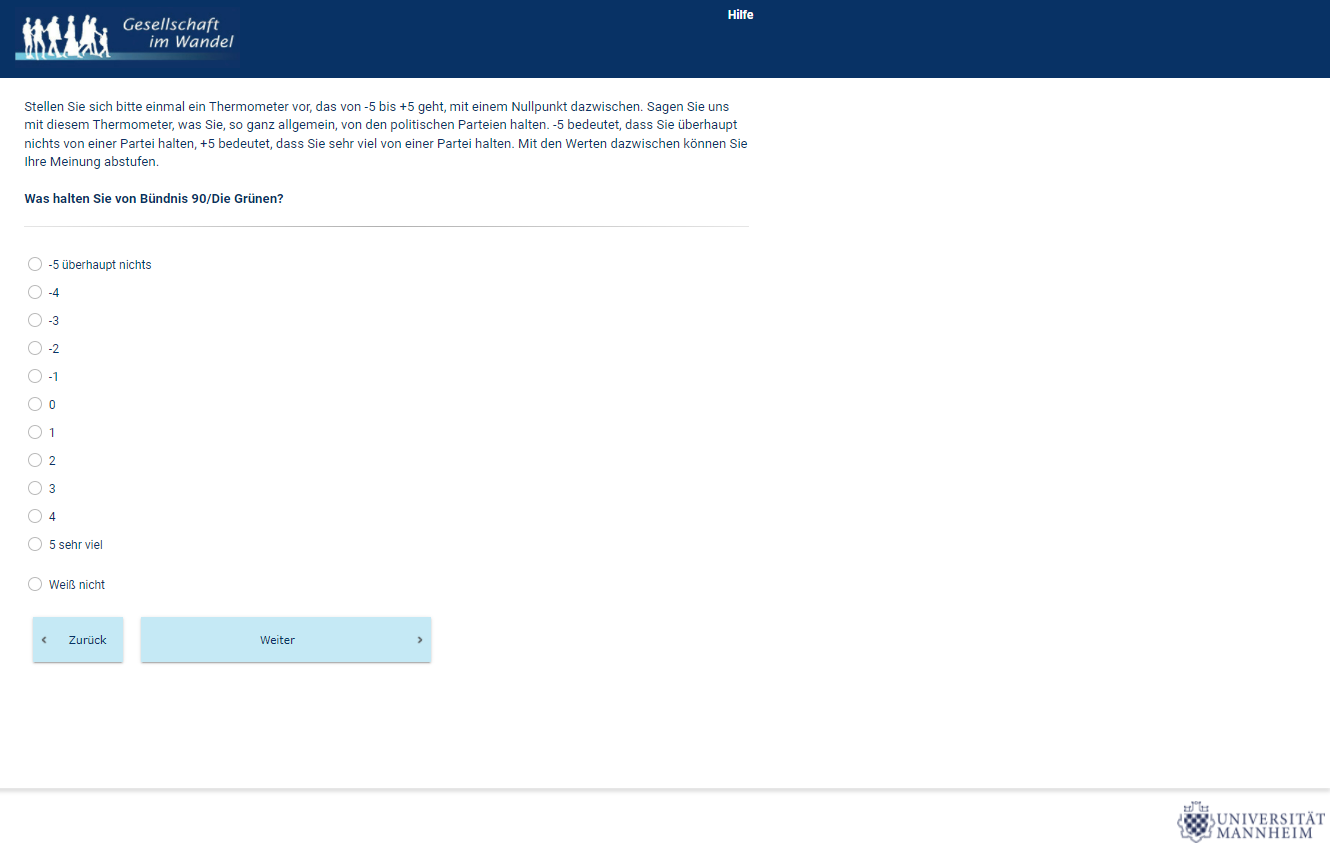 Gesellschaft
im Wandel
Hilfe
Stellen Sie sich bitte einmal ein Thermometer vor, das von -5 bis +5 geht, mit einem Nullpunkt dazwischen. Sagen Sie uns
mit diesem Thermometer, was Sie, so ganz allgemein, von den politischen Parteien halten. -5 bedeutet, dass Sie überhaupt
nichts von einer Partei halten, +5 bedeutet, dass Sie sehr viel von einer Partei halten. Mit den Werten dazwischen können Sie
Ihre Meinung abstufen.
Was halten Sie von Bündnis 90/Die Grünen?
-5 überhaupt nichts
-4
-3
-2
-1
0
1
2
3
4
5 sehr viel
Weiß nicht
Zurück
Weiter
UNIVERSITÄT
MANNHEIM